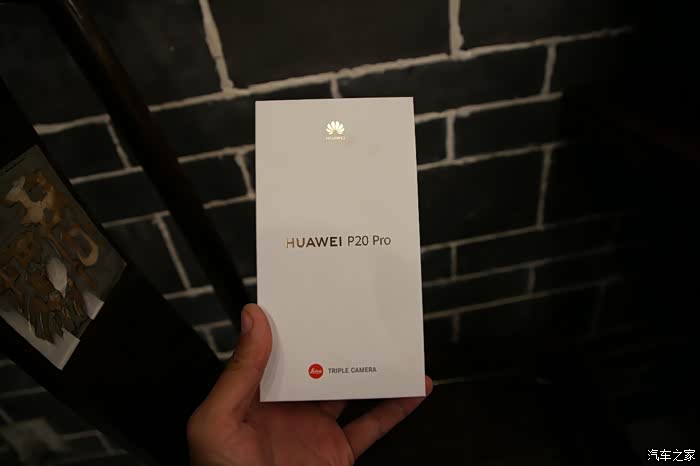 HUAWEI
HUAWEI P20 Pro
Leica TRIPLE CAMERA
汽车之家